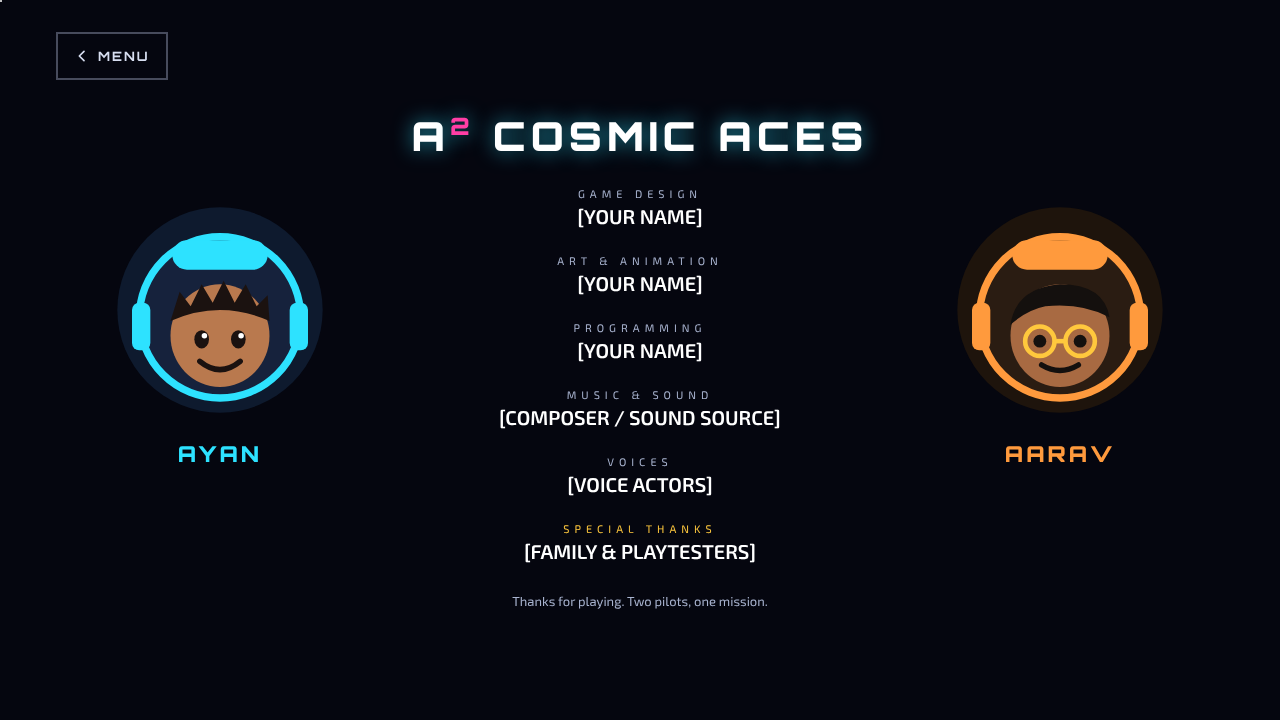 MENU
A² COSMIC ACES
GAME DESIGN
[YOUR NAME]
ART & ANIMATION
[YOUR NAME]
PROGRAMMING
[YOUR NAME]
MUSIC & SOUND
[COMPOSER / SOUND SOURCE]
VOICES
[VOICE ACTORS]
SPECIAL THANKS
[FAMILY & PLAYTESTERS]
Thanks for playing. Two pilots, one mission.
AYAN
AARAV